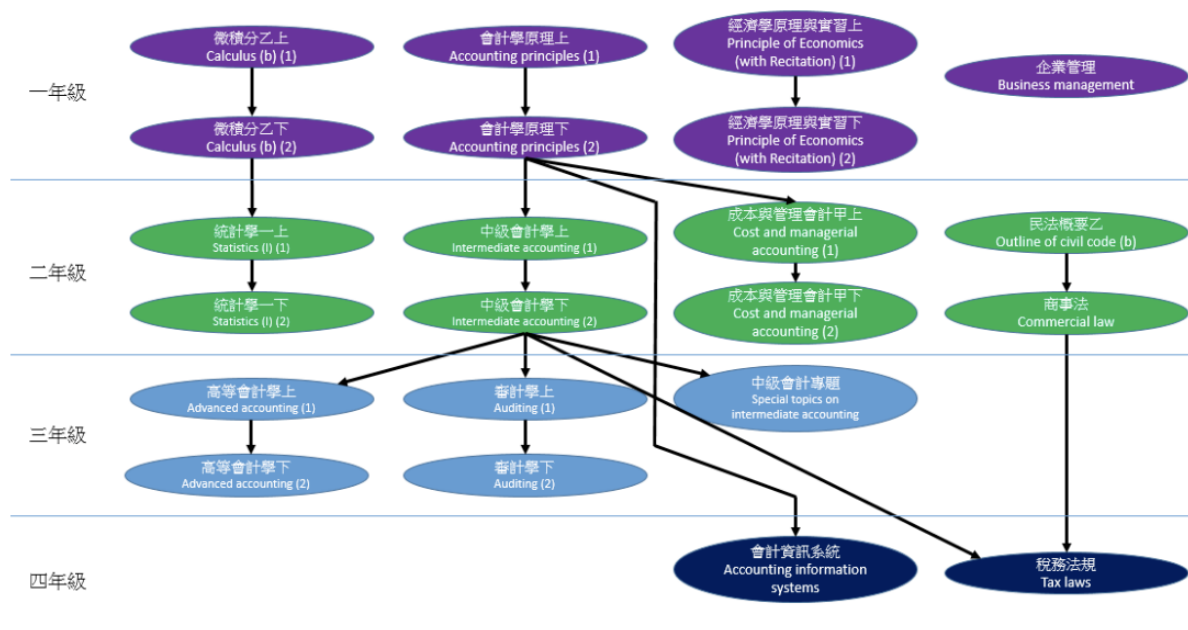 一年級
微積分乙上
Calculus (b) (1)
會計學原理上
Accounting principles (1)
經濟學原理與實習上
Principle of Economics
(with Recitation) (1)
企業管理
Business management
微積分乙下
Calculus (b) (2)
會計學原理下
Accounting principles (2)
經濟學原理與實習下
Principle of Economics
(with Recitation) (2)
二年級
統計學一上
Statistics (I) (1)
中級會計學上
Intermediate accounting (1)
成本與管理會計甲上
Cost and managerial
accounting (1)
民法概要乙
Outline of civil code (b)
統計學一下
Statistics (I) (2)
中級會計學下
Intermediate accounting (2)
成本與管理會計甲下
Cost and managerial
accounting (2)
商事法
Commercial law
三年級
高等會計學上
Advanced accounting (1)
審計學上
Auditing (1)
中級會計專題
Special topics on
intermediate accounting
高等會計學下
Advanced accounting (2)
審計學下
Auditing (2)
四年級
會計資訊系統
Accounting information
systems
稅務法規
Tax laws